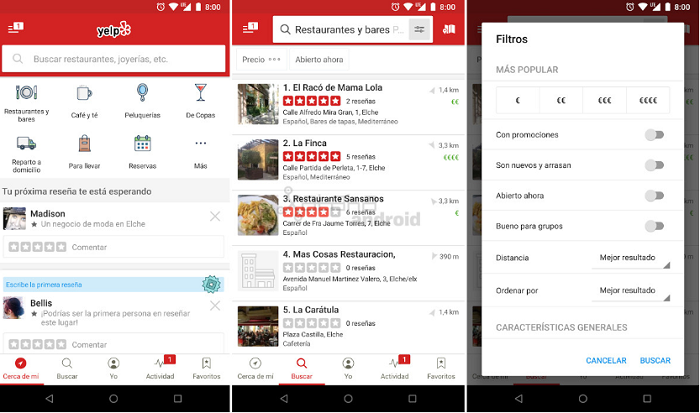 8:00
1
yelp
Buscar restaurantes, joyerías, etc.
Restaurantes y bares
Café y té
Peluquerías
De Copas
Reparto a domicilio
Para llevar
Reservas
Más
Tu próxima reseña te está esperando
Madison
Un negocio de moda en Elche
Comentar
Escribe la primera reseña
Bellis
¡Podrías ser la primera persona en reseñar este lugar!
Comentar
1
Cerca de mí
Buscar
Yo
Actividad
Favoritos
8:00
1
Restaurantes y bares P
Precio
Abierto ahora
1. El Racó de Mama Lola
1,4 km
2 reseñas
€€
Calle Alfredo Mira Gran, 1, Elche
Español, Bares de tapas, Mediterráneo
2. La Finca
3,3 km
5 reseñas
€€€€
Calle Partida de Perleta, 1-7, Elche
Español, Mediterráneo
3. Restaurante Sansanos
3,3 km
6 reseñas
€
Carrer de Fra Jaume Torres, 7, Elche
Español
android
4. Mas Cosas Restauracion,
390 m
0 reseñas
Avenida Manuel Martínez Valero, 3, Elche/elx
Español
5. La Carátula
1,4 km
0 reseñas
Plaza Castilla, Elche
Cafetería
1
Cerca de mí
Buscar
Yo
Actividad
Favoritos
8:00
Filtros
MÁS POPULAR
€
€€
€€€
€€€€
Con promociones
Son nuevos y arrasan
Abierto ahora
Bueno para grupos
Distancia
Mejor resultado
Ordenar por
Mejor resultado
CARACTERÍSTICAS GENERALES
CANCELAR
BUSCAR